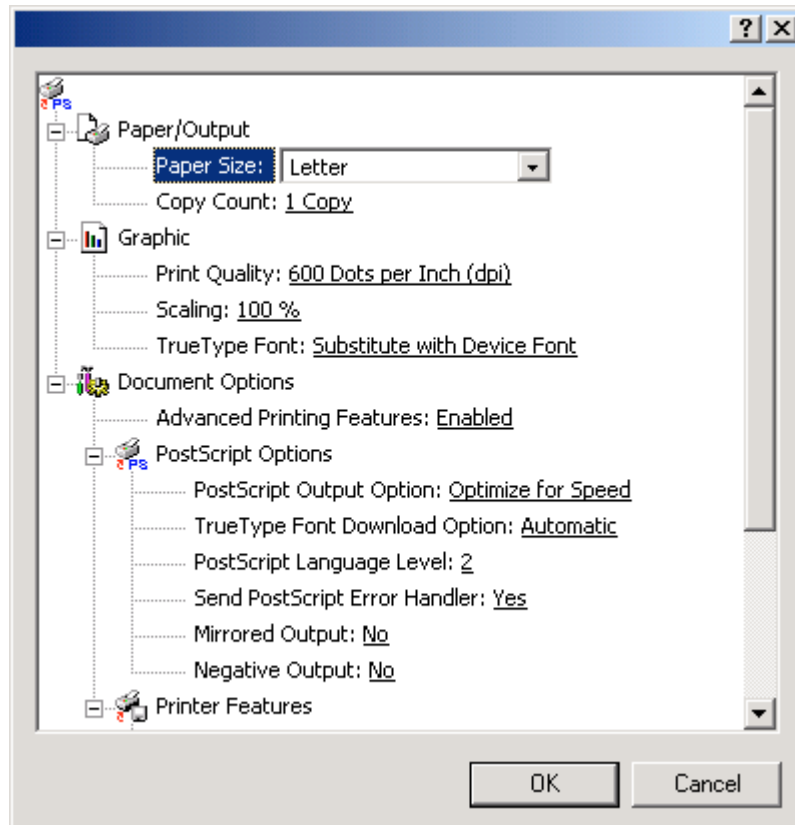 PS
Paper/Output
Paper Size: Letter
Copy Count: 1 Copy
Graphic
Print Quality: 600 Dots per Inch (dpi)
Scaling: 100 %
TrueType Font: Substitute with Device Font
Document Options
Advanced Printing Features: Enabled
PS PostScript Options
PostScript Output Option: Optimize for Speed
TrueType Font Download Option: Automatic
PostScript Language Level: 2
Send PostScript Error Handler: Yes
Mirrored Output: No
Negative Output: No
Printer Features
OK Cancel